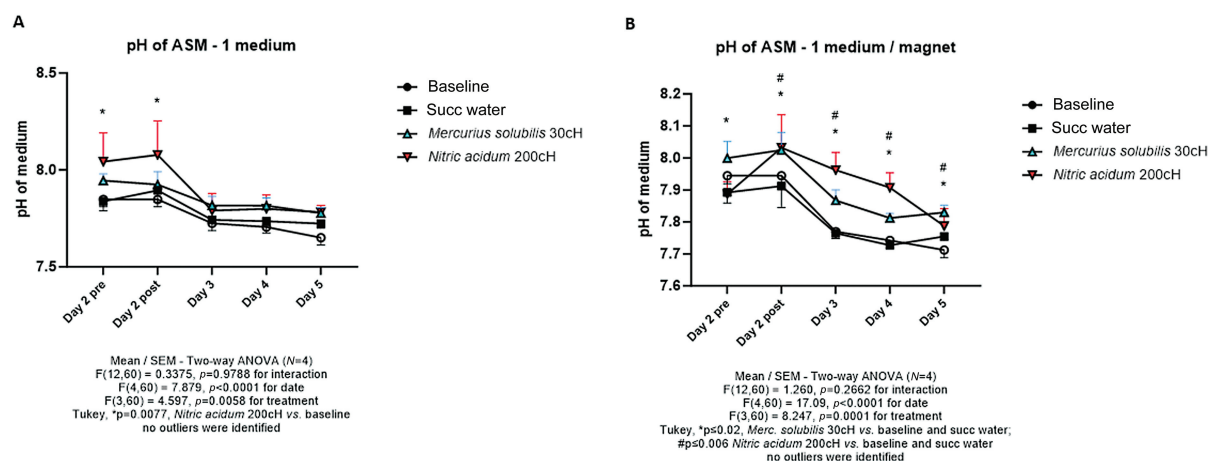 A
pH of ASM - 1 medium
8.5
8.0
7.5
pH of medium
*
*
Day 2 pre
Day 2 post
Day 3
Day 4
Day 5
Baseline
Succ water
Mercurius solubilis 30cH
Nitric acidum 200cH
Mean / SEM - Two-way ANOVA (N=4)
F(12,60) = 0.3375, p=0.9788 for interaction
F(4,60) = 7.879, p<0.0001 for date
F(3,60) = 4.597, p=0.0058 for treatment
Tukey, *p=0.0077, Nitric acidum 200cH vs. baseline
no outliers were identified
B
pH of ASM - 1 medium / magnet
8.2
8.1
8.0
7.9
7.8
7.7
7.6
pH of medium
*
#
*
#
*
#
*
#
*
Day 2 pre
Day 2 post
Day 3
Day 4
Day 5
Baseline
Succ water
Mercurius solubilis 30cH
Nitric acidum 200cH
Mean / SEM - Two-way ANOVA (N=4)
F(12,60) = 1.260, p=0.2662 for interaction
F(4,60) = 17.09, p<0.0001 for date
F(3,60) = 8.247, p=0.0001 for treatment
Tukey, *p≤0.02, Merc. solubilis 30cH vs. baseline and succ water;
#p≤0.006 Nitric acidum 200cH vs. baseline and succ water
no outliers were identified